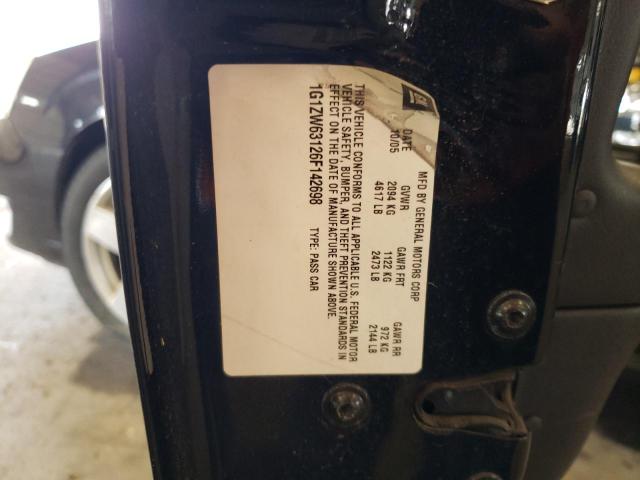 MFD BY GENERAL MOTORS CORP
DATE GVWR GAWR FRT GAWR RR
10/05 2094 KG 1122 KG 972 KG
4617 LB 2473 LB 2144 LB
THIS VEHICLE CONFORMS TO ALL APPLICABLE U.S. FEDERAL MOTOR
VEHICLE SAFETY, BUMPER, AND THEFT PREVENTION STANDARDS IN
EFFECT ON THE DATE OF MANUFACTURE SHOWN ABOVE.
1G1ZW63126F142698 TYPE: PASS CAR